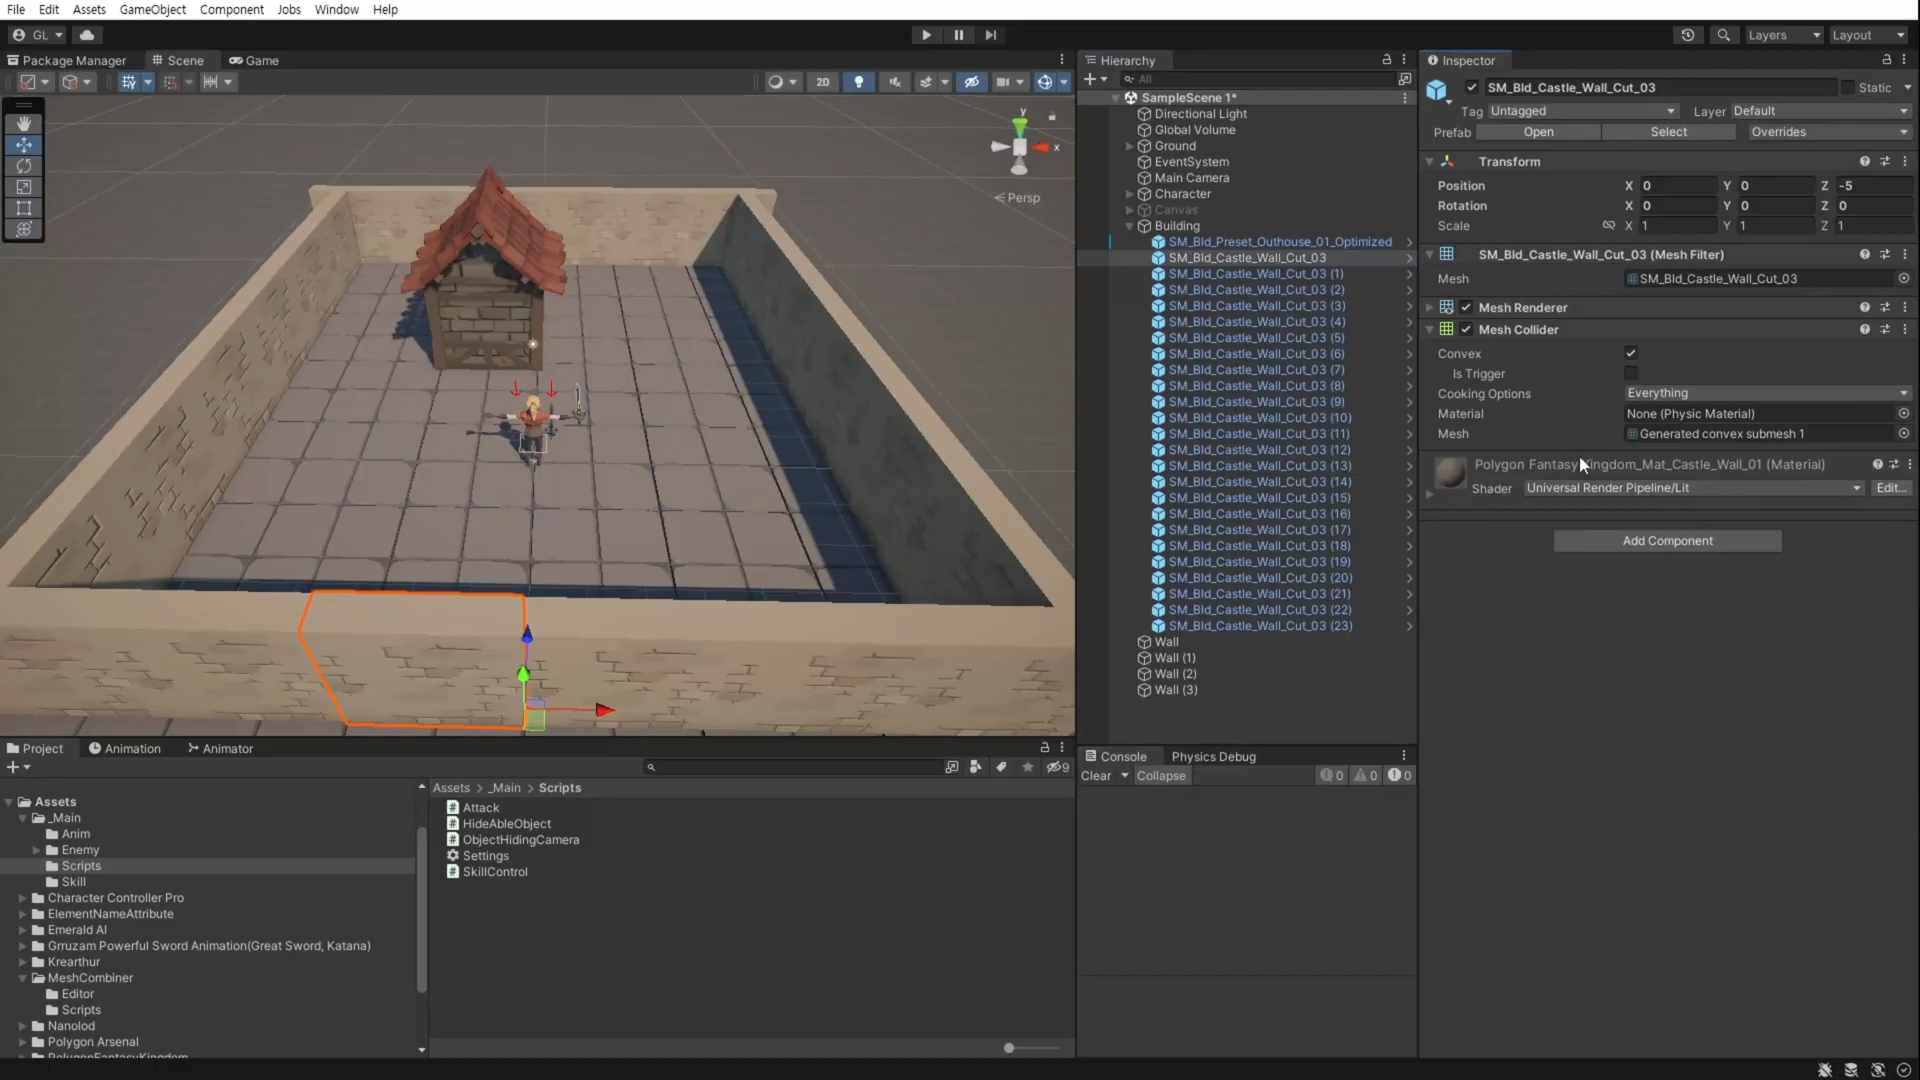 File Edit Assets GameObject Component Jobs Window Help
GL
Layers Layout
Package Manager Scene Game
2D
y
x
Persp
Hierarchy
All
SampleScene 1*
Directional Light
Global Volume
Ground
EventSystem
Main Camera
Character
Canvas
Building
SM_Bld_Preset_Outhouse_01_Optimized
SM_Bld_Castle_Wall_Cut_03
SM_Bld_Castle_Wall_Cut_03 (1)
SM_Bld_Castle_Wall_Cut_03 (2)
SM_Bld_Castle_Wall_Cut_03 (3)
SM_Bld_Castle_Wall_Cut_03 (4)
SM_Bld_Castle_Wall_Cut_03 (5)
SM_Bld_Castle_Wall_Cut_03 (6)
SM_Bld_Castle_Wall_Cut_03 (7)
SM_Bld_Castle_Wall_Cut_03 (8)
SM_Bld_Castle_Wall_Cut_03 (9)
SM_Bld_Castle_Wall_Cut_03 (10)
SM_Bld_Castle_Wall_Cut_03 (11)
SM_Bld_Castle_Wall_Cut_03 (12)
SM_Bld_Castle_Wall_Cut_03 (13)
SM_Bld_Castle_Wall_Cut_03 (14)
SM_Bld_Castle_Wall_Cut_03 (15)
SM_Bld_Castle_Wall_Cut_03 (16)
SM_Bld_Castle_Wall_Cut_03 (17)
SM_Bld_Castle_Wall_Cut_03 (18)
SM_Bld_Castle_Wall_Cut_03 (19)
SM_Bld_Castle_Wall_Cut_03 (20)
SM_Bld_Castle_Wall_Cut_03 (21)
SM_Bld_Castle_Wall_Cut_03 (22)
SM_Bld_Castle_Wall_Cut_03 (23)
Wall
Wall (1)
Wall (2)
Wall (3)
Inspector
SM_Bld_Castle_Wall_Cut_03 Static
Tag Untagged Layer Default
Prefab Open Select Overrides
Transform
Position X 0 Y 0 Z -5
Rotation X 0 Y 0 Z 0
Scale X 1 Y 1 Z 1
SM_Bld_Castle_Wall_Cut_03 (Mesh Filter)
Mesh SM_Bld_Castle_Wall_Cut_03
Mesh Renderer
Mesh Collider
Convex
Is Trigger
Cooking Options Everything
Material None (Physic Material)
Mesh Generated convex submesh 1
Polygon Fantasy Kingdom_Mat_Castle_Wall_01 (Material)
Shader Universal Render Pipeline/Lit Edit...
Add Component
Project Animation Animator
9
Assets
_Main
Anim
Enemy
Scripts
Skill
Character Controller Pro
ElementNameAttribute
Emerald AI
Grruzam Powerful Sword Animation(Great Sword, Katana)
Krearthur
MeshCombiner
Editor
Scripts
Nanolod
Polygon Arsenal
PolygonFantasyKingdom
Assets > _Main > Scripts
Attack
HideAbleObject
ObjectHidingCamera
Settings
SkillControl
Console Physics Debug
Clear Collapse 0 0 0